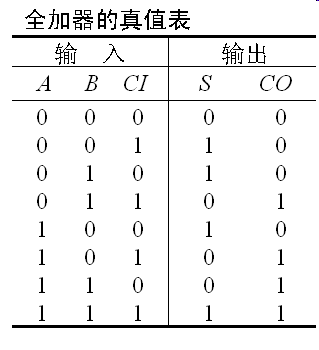 全加器的真值表
输 入 输出
A B CI S CO
0 0 0 0 0
0 0 1 1 0
0 1 0 1 0
0 1 1 0 1
1 0 0 1 0
1 0 1 0 1
1 1 0 0 1
1 1 1 1 1